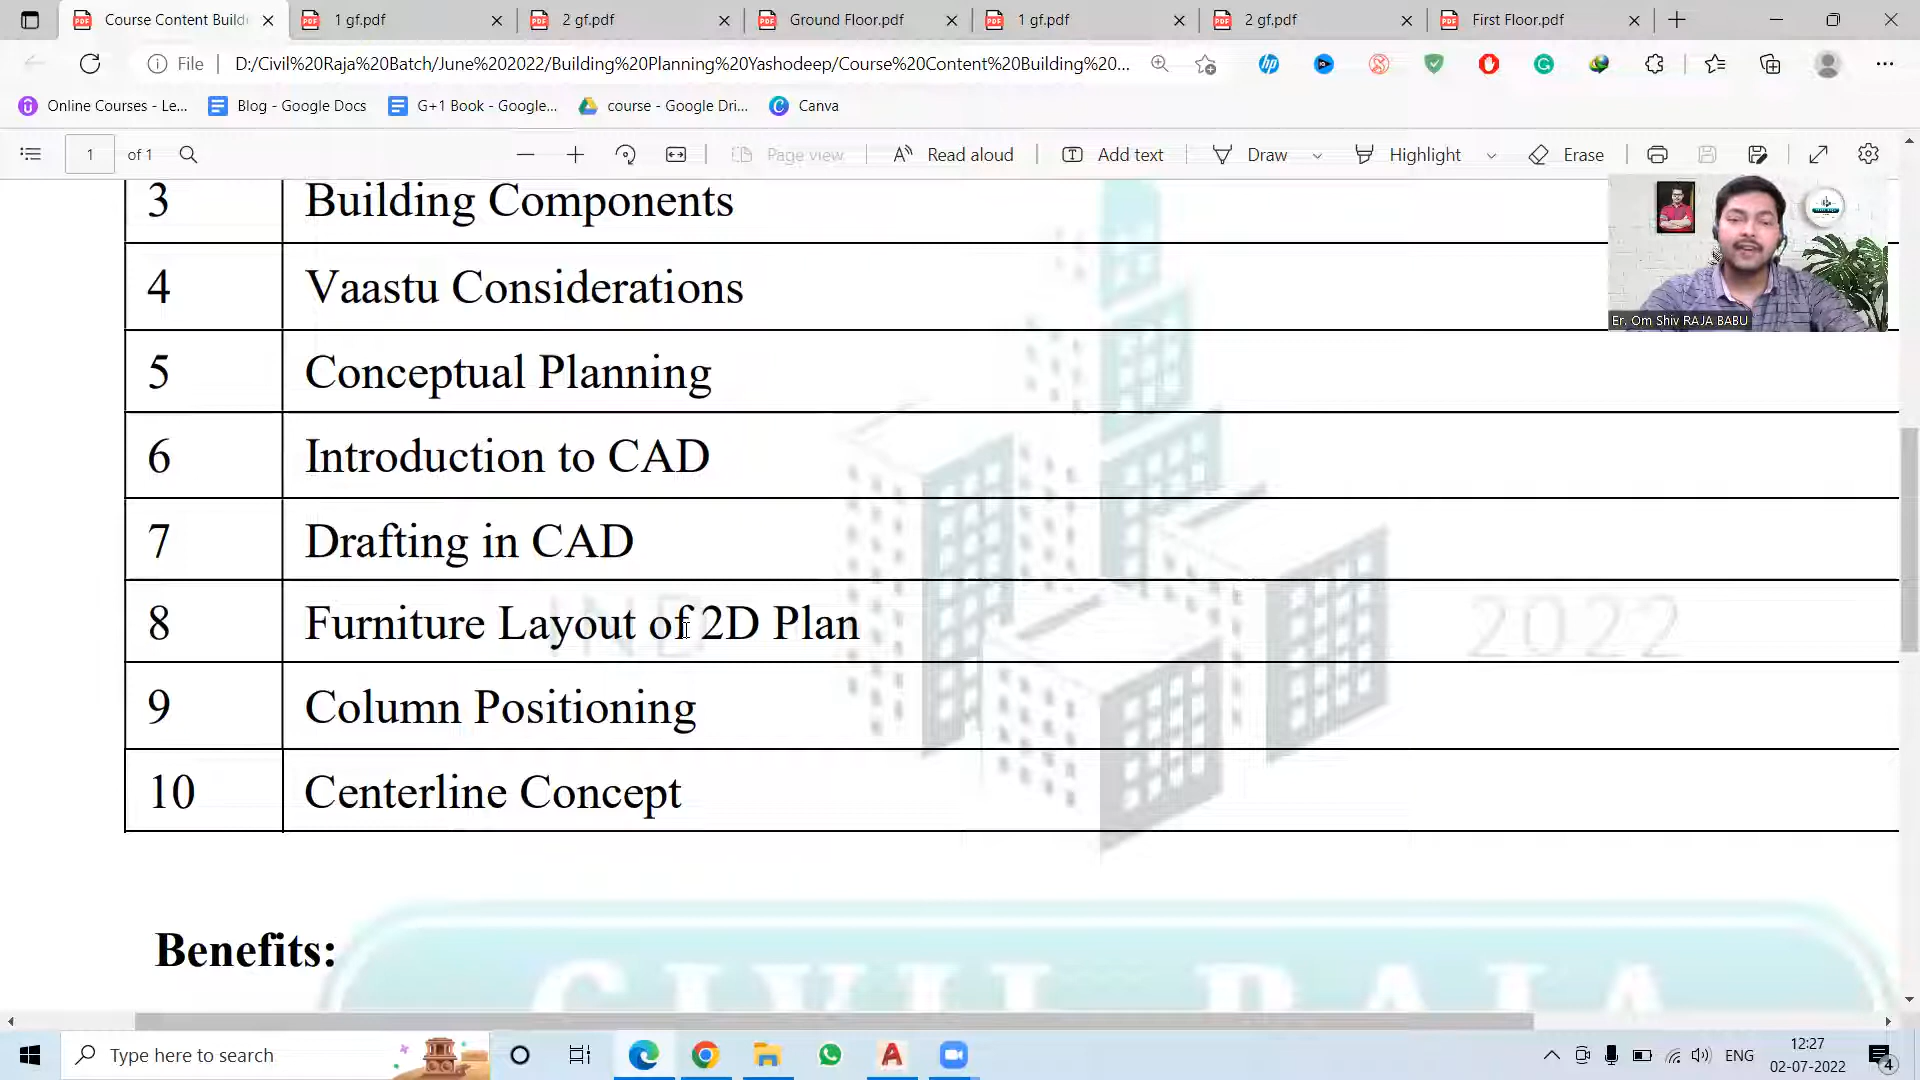 Course Content Build
1 gf.pdf
2 gf.pdf
Ground Floor.pdf
1 gf.pdf
2 gf.pdf
First Floor.pdf
File
D:/Civil%20Raja%20Batch/June%202022/Building%20Planning%20Yashodeep/Course%20Content%20Building%20...
Online Courses - Le...
Blog - Google Docs
G+1 Book - Google...
course - Google Dri...
Canva
1
of 1
Page view
Read aloud
Add text
Draw
Highlight
Erase
3 Building Components
4 Vaastu Considerations
5 Conceptual Planning
6 Introduction to CAD
7 Drafting in CAD
8 Furniture Layout of 2D Plan
9 Column Positioning
10 Centerline Concept
IND
2022
Er. Om Shiv RAJA BABU
Benefits:
CIVIL RAJA
Type here to search
ENG
12:27
02-07-2022
4